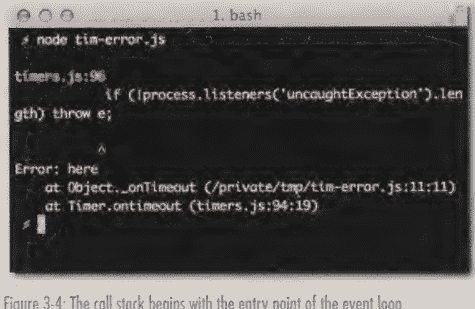 1. bash
⚡ node tim-error.js
timers.js:96
if (!process.listeners('uncaughtException').len
gth) throw e;
^
Error: here
at Object._onTimeout (/private/tmp/tim-error.js:11:11)
at Timer.ontimeout (timers.js:94:19)
⚡
Figure 3-4: The call stack begins with the entry point of the event loop.